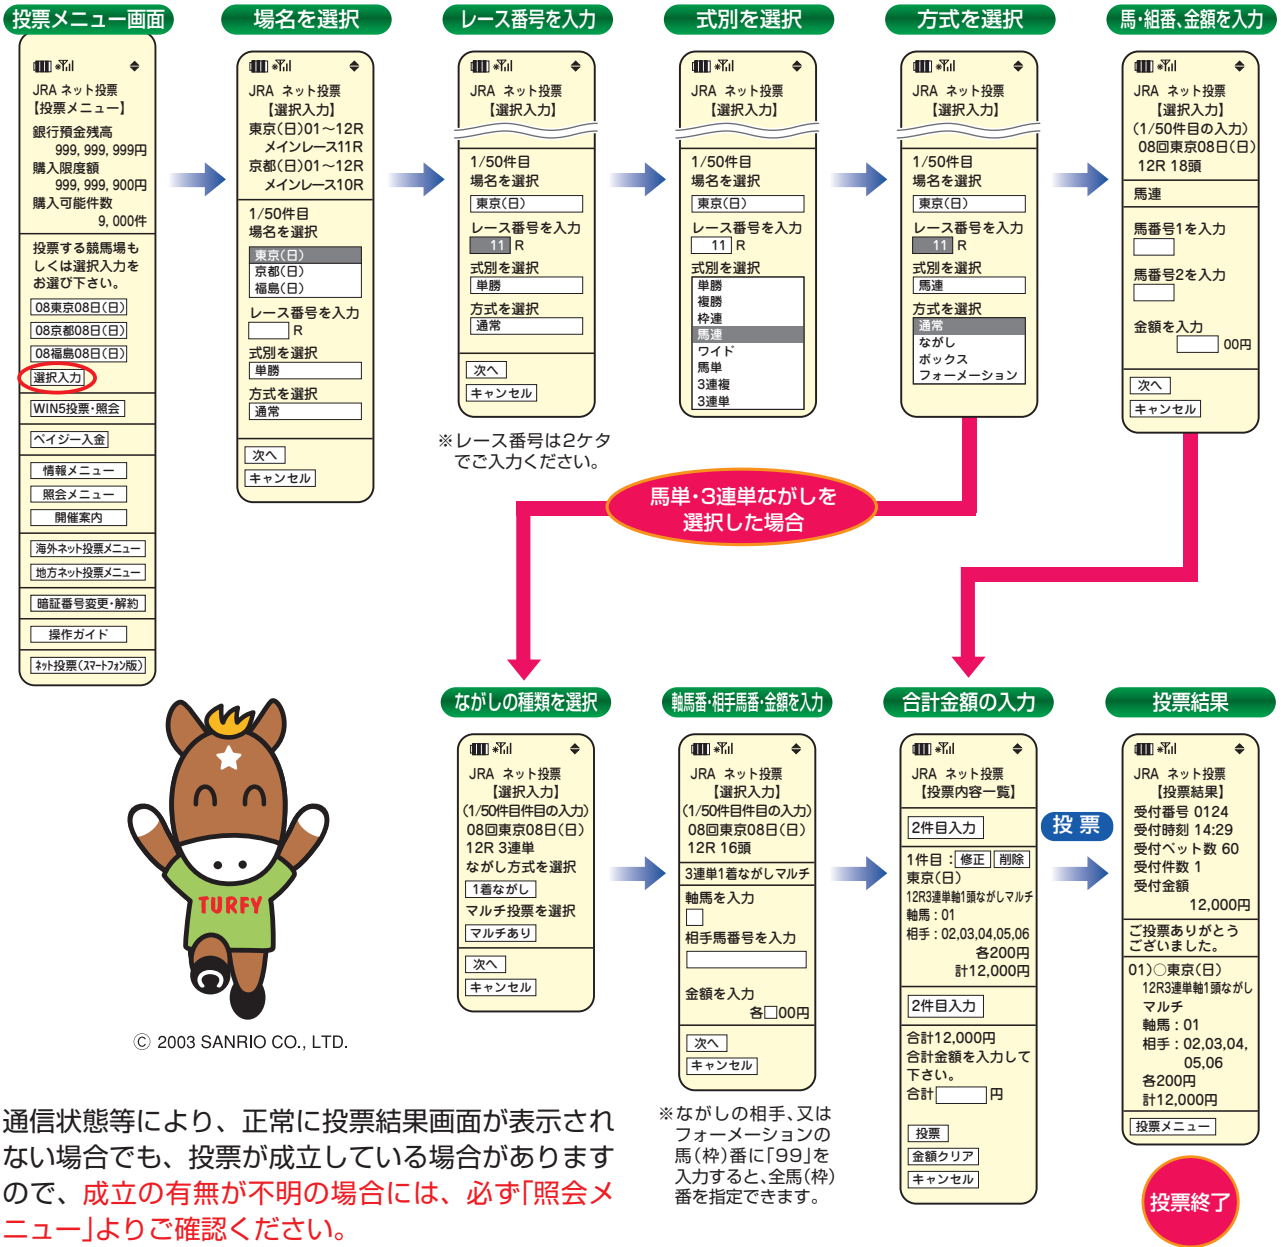 投票メニュー画面
JRA ネット投票
【投票メニュー】
銀行預金残高
999,999,999円
購入限度額
999,999,900円
購入可能件数
9,000件
投票する競馬場も
しくは選択入力を
お選び下さい。
08東京08日(日)
08京都08日(日)
08福島08日(日)
選択入力
WIN5投票・照会
ペイジー入金
情報メニュー
照会メニュー
開催案内
海外ネット投票メニュー
地方ネット投票メニュー
暗証番号変更・解約
操作ガイド
ネット投票(スマートフォン版)
場名を選択
JRA ネット投票
【選択入力】
東京(日)01～12R
メインレース11R
京都(日)01～12R
メインレース10R
1/50件目
場名を選択
東京(日)
京都(日)
福島(日)
レース番号を入力
R
式別を選択
単勝
方式を選択
通常
次へ
キャンセル
レース番号を入力
JRA ネット投票
【選択入力】
1/50件目
場名を選択
東京(日)
レース番号を入力
11 R
式別を選択
単勝
方式を選択
通常
次へ
キャンセル
※レース番号は2ケタ
でご入力ください。
式別を選択
JRA ネット投票
【選択入力】
1/50件目
場名を選択
東京(日)
レース番号を入力
11 R
式別を選択
単勝
複勝
枠連
馬連
ワイド
馬単
3連複
3連単
方式を選択
JRA ネット投票
【選択入力】
1/50件目
場名を選択
東京(日)
レース番号を入力
11 R
式別を選択
馬連
方式を選択
通常
ながし
ボックス
フォーメーション
馬・組番、金額を入力
JRA ネット投票
【選択入力】
(1/50件目の入力)
08回東京08日(日)
12R 18頭
馬連
馬番号1を入力
馬番号2を入力
金額を入力
00円
次へ
キャンセル
馬単・3連単ながしを
選択した場合
ながしの種類を選択
JRA ネット投票
【選択入力】
(1/50件目件目の入力)
08回東京08日(日)
12R 3連単
ながし方式を選択
1着ながし
マルチ投票を選択
マルチあり
次へ
キャンセル
軸馬番・相手馬番・金額を入力
JRA ネット投票
【選択入力】
(1/50件目件目の入力)
08回東京08日(日)
12R 16頭
3連単1着ながしマルチ
軸馬を入力
相手馬番号を入力
金額を入力
各□00円
次へ
キャンセル
※ながしの相手、又は
フォーメーションの
馬(枠)番に「99」を
入力すると、全馬(枠)
番を指定できます。
合計金額の入力
JRA ネット投票
【投票内容一覧】
2件目入力
1件目：修正 削除
東京(日)
12R3連単軸1頭ながしマルチ
軸馬：01
相手：02,03,04,05,06
各200円
計12,000円
2件目入力
合計12,000円
合計金額を入力して
下さい。
合計 円
投票
金額クリア
キャンセル
投 票
投票結果
JRA ネット投票
【投票結果】
受付番号 0124
受付時刻 14:29
受付ベット数 60
受付件数 1
受付金額
12,000円
ご投票ありがとう
ございました。
01)○東京(日)
12R3連単軸1頭ながし
マルチ
軸馬：01
相手：02,03,04,
05,06
各200円
計12,000円
投票メニュー
投票終了
TURFY
Ⓒ 2003 SANRIO CO., LTD.
通信状態等により、正常に投票結果画面が表示され
ない場合でも、投票が成立している場合があります
ので、成立の有無が不明の場合には、必ず「照会メ
ニュー」よりご確認ください。